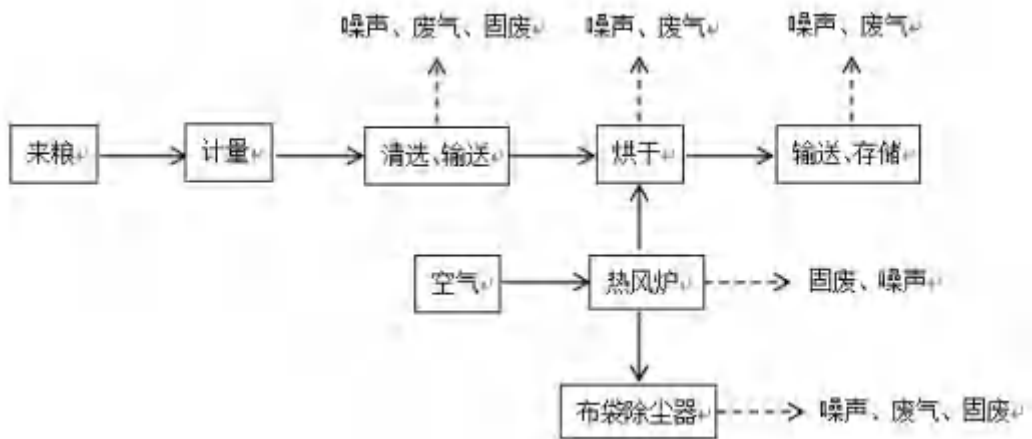 噪声、废气、固废
噪声、废气
噪声、废气
来粮
计量
清选、输送
烘干
输送、存储
空气
热风炉
固废、噪声
布袋除尘器
噪声、废气、固废